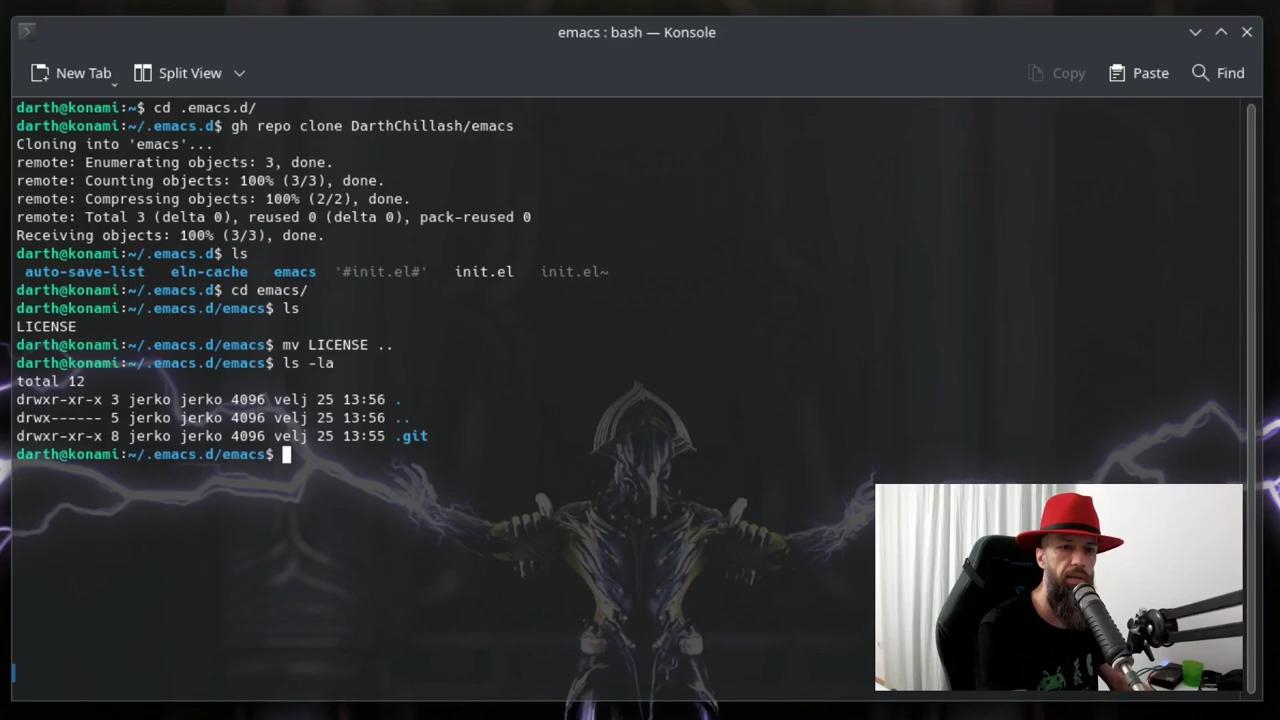 emacs : bash — Konsole
New Tab Split View Copy Paste Find
darth@konami:~$ cd .emacs.d/
darth@konami:~/.emacs.d$ gh repo clone DarthChillash/emacs
Cloning into 'emacs'...
remote: Enumerating objects: 3, done.
remote: Counting objects: 100% (3/3), done.
remote: Compressing objects: 100% (2/2), done.
remote: Total 3 (delta 0), reused 0 (delta 0), pack-reused 0
Receiving objects: 100% (3/3), done.
darth@konami:~/.emacs.d$ ls
auto-save-list eln-cache emacs '#init.el#' init.el init.el~
darth@konami:~/.emacs.d$ cd emacs/
darth@konami:~/.emacs.d/emacs$ ls
LICENSE
darth@konami:~/.emacs.d/emacs$ mv LICENSE ..
darth@konami:~/.emacs.d/emacs$ ls -la
total 12
drwxr-xr-x 3 jerko jerko 4096 velj 25 13:56 .
drwx------ 5 jerko jerko 4096 velj 25 13:56 ..
drwxr-xr-x 8 jerko jerko 4096 velj 25 13:55 .git
darth@konami:~/.emacs.d/emacs$